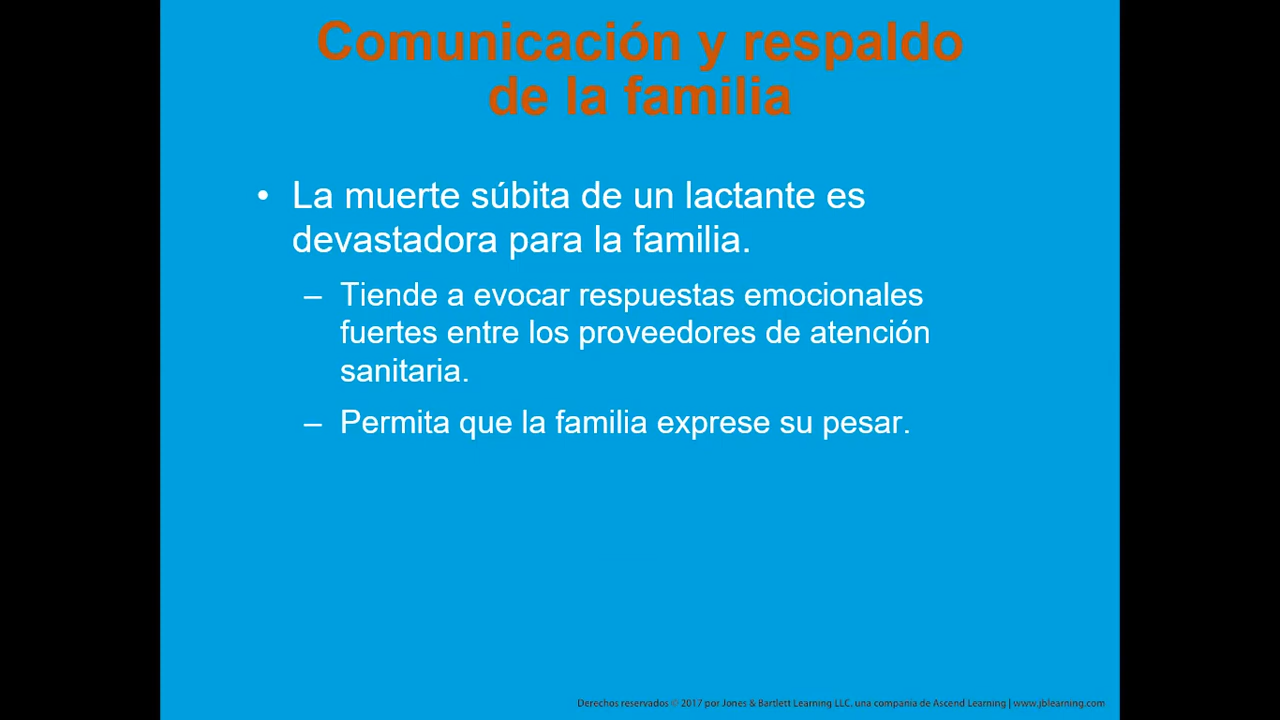 Comunicación y respaldo
de la familia
• La muerte súbita de un lactante es
devastadora para la familia.
– Tiende a evocar respuestas emocionales
fuertes entre los proveedores de atención
sanitaria.
– Permita que la familia exprese su pesar.
Derechos reservados © 2017 por Jones & Bartlett Learning LLC, una compañia de Ascend Learning | www.jblearning.com